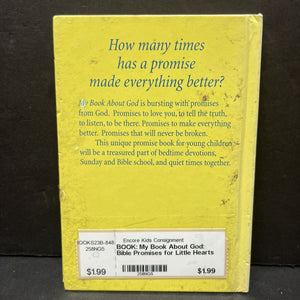 How many times
has a promise
made everything better?
My Book About God is bursting with promises
from God. Promises to love you, to tell the truth,
to listen, to be there. Promises to make everything
better. Promises that will never be broken.
This unique promise book for young children
will be a treasured part of bedtime devotions,
Sunday and Bible school, and quiet times together.
BOOKS23B-848
258NG5
$1.99
Encore Kids Consignment
BOOK: My Book About God:
Bible Promises for Little Hearts
258NG5
$1.99